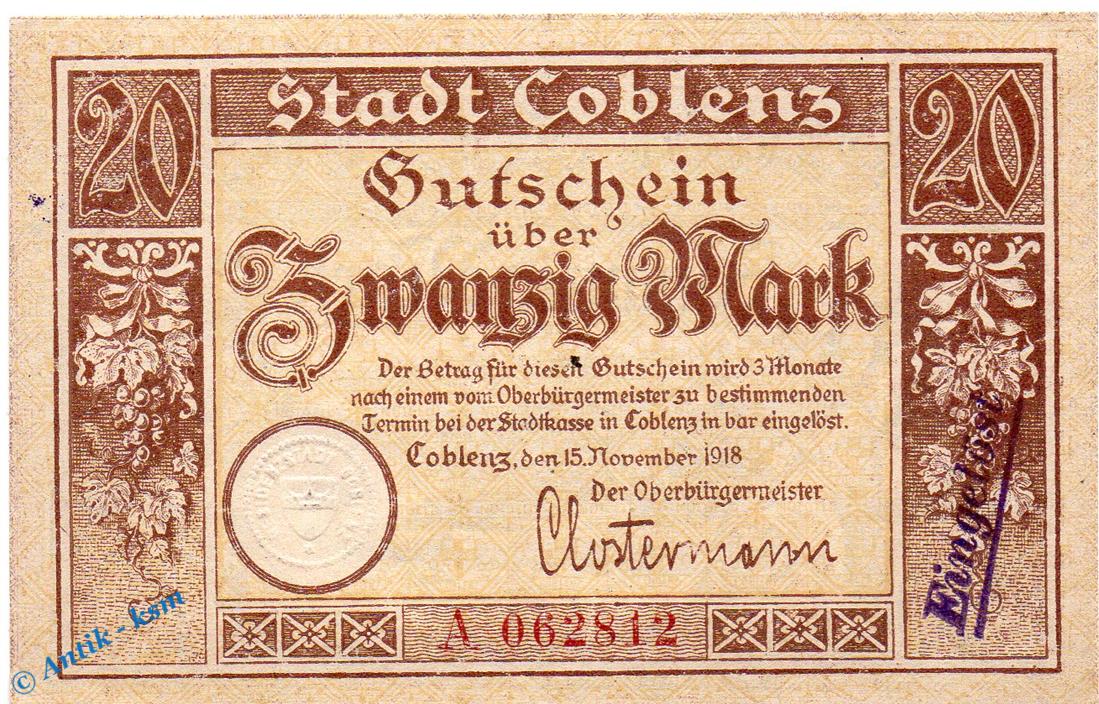 20
Stadt Coblenz
20
Gutschein
über
Zwanzig Mark
Der Betrag für diesen Gutschein wird 3 Monate
nach einem vom Oberbürgermeister zu bestimmenden
Termin bei der Stadtkasse in Coblenz in bar eingelöst.
Coblenz, den 15. November 1918
Der Oberbürgermeister
Clostermann
A 062812
Eingelöst
© Antik - ksm